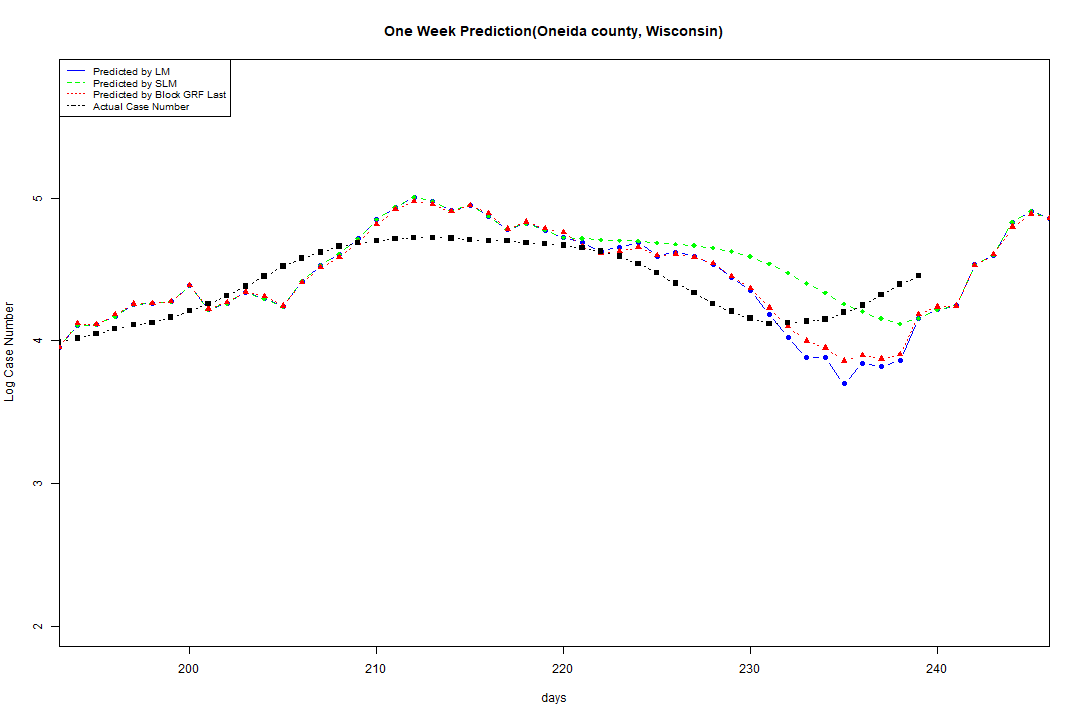 One Week Prediction(Oneida county, Wisconsin)
Predicted by LM
Predicted by SLM
Predicted by Block GRF Last
Actual Case Number
Log Case Number
5
4
3
2
200 210 220 230 240
days